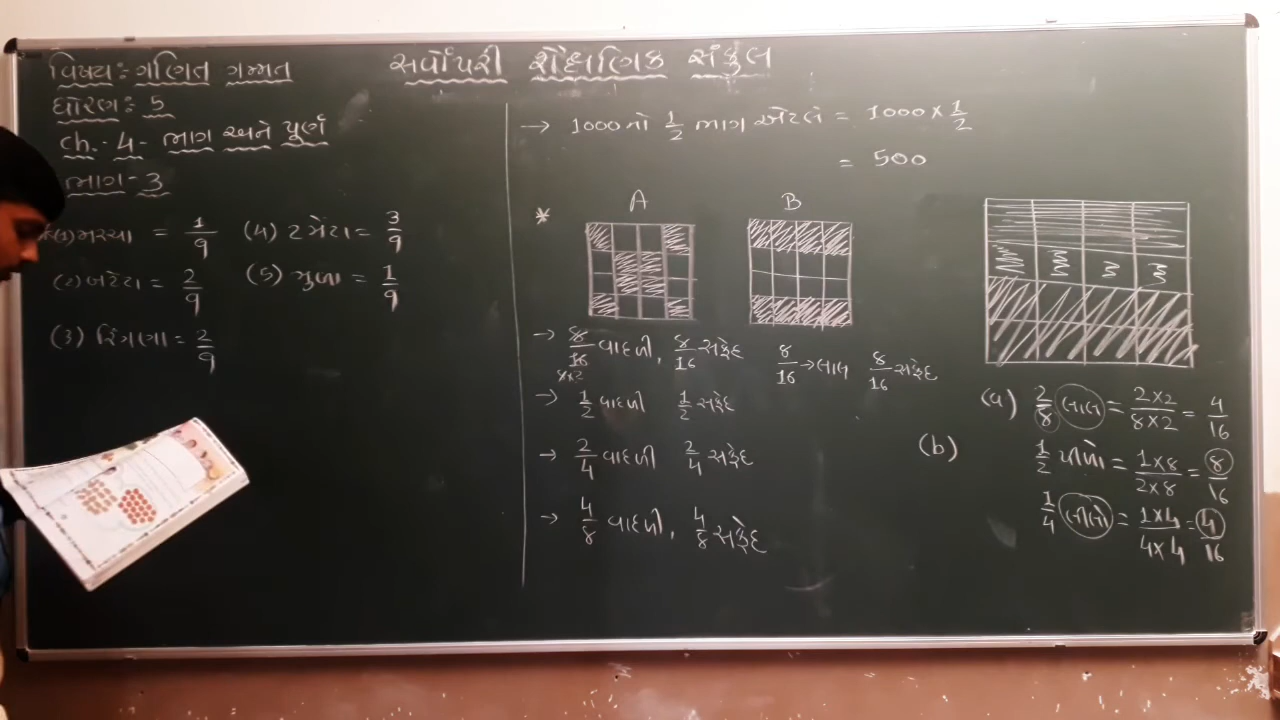 વિષય: ગણિત ગમ્મત
સર્વોપરી શૈક્ષણિક સંકુલ
ધોરણ: 5
ch.- 4- ભાગ અને પૂર્ણ
ભાગ-3
મરચા = 1/9 (4) ટમેટા = 3/9
(2) બટેટા = 2/9 (5) મુળા = 1/9
(3) રિંગણા = 2/9
→ 1000નો 1/2 ભાગ એટલે = 1000 × 1/2
= 500
* A B
→ 8/16 વાદળી, 8/16 સફેદ 8/16 → લાલ 8/16 સફેદ
8×2
→ 1/2 વાદળી 1/2 સફેદ
→ 2/4 વાદળી 2/4 સફેદ
→ 4/8 વાદળી, 4/8 સફેદ
(a) 2/8 લાલ = 2×2/8×2 = 4/16
(b) 1/2 પીળો = 1×8/2×8 = 8/16
1/4 લીલો = 1×4/4×4 = 4/16